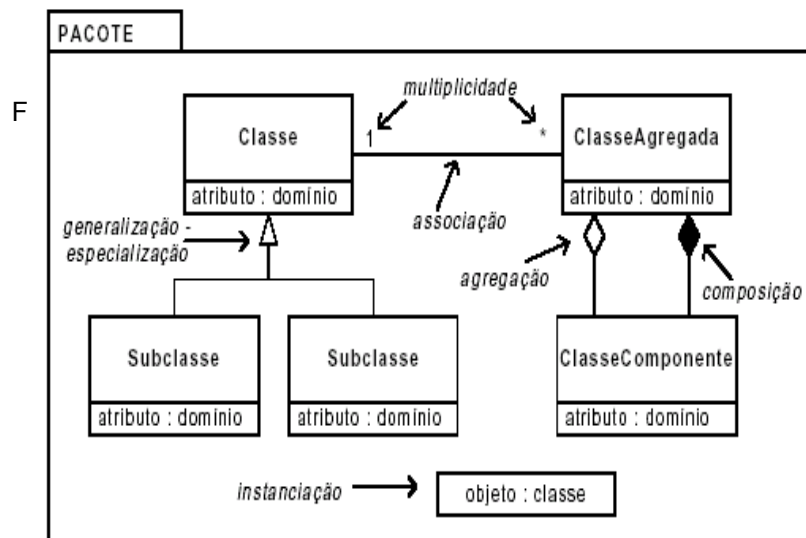 PACOTE
F
multiplicidade
Classe
1
*
ClasseAgregada
atributo : domínio
associação
atributo : domínio
generalização -
especialização
agregação
composição
Subclasse
Subclasse
ClasseComponente
atributo : domínio
atributo : domínio
atributo : domínio
instanciação
objeto : classe